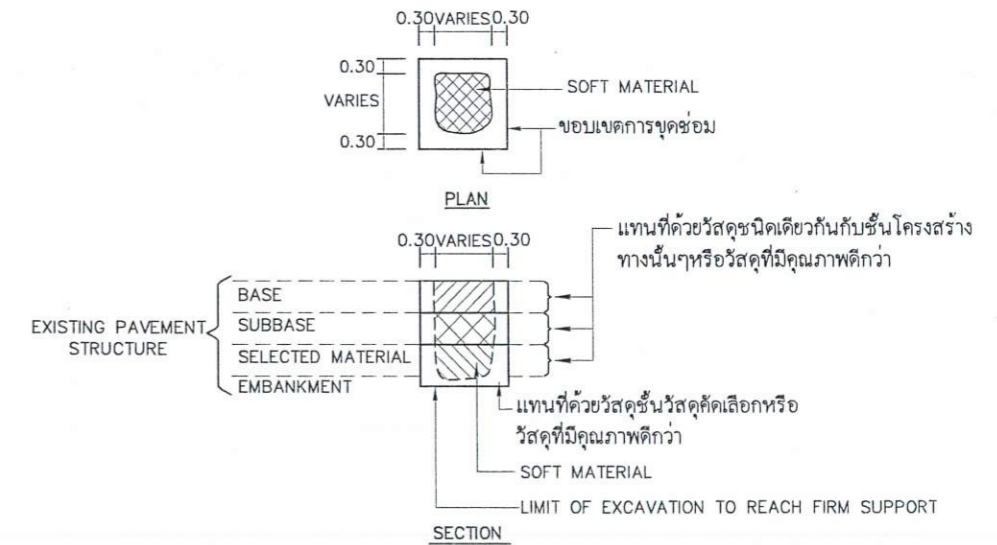 0.30 VARIES 0.30
0.30
VARIES
0.30
SOFT MATERIAL
ขอบเขตการขุดซ่อม
PLAN
0.30 VARIES 0.30
แทนที่ด้วยวัสดุชนิดเดียวกันกับชั้นโครงสร้าง
ทางนั้นๆหรือวัสดุที่มีคุณภาพดีกว่า
EXISTING PAVEMENT
STRUCTURE
BASE
SUBBASE
SELECTED MATERIAL
EMBANKMENT
แทนที่ด้วยวัสดุชั้นวัสดุคัดเลือกหรือ
วัสดุที่มีคุณภาพดีกว่า
SOFT MATERIAL
LIMIT OF EXCAVATION TO REACH FIRM SUPPORT
SECTION